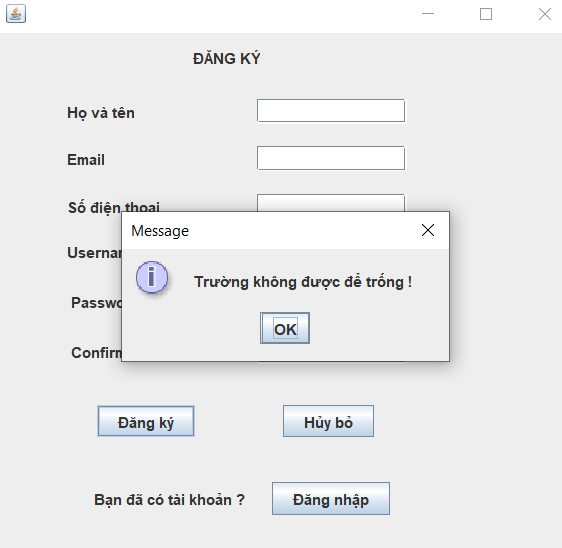 ĐĂNG KÝ
Họ và tên
Email
Số điện thoại
Message
Trường không được để trống !
OK
Đăng ký
Hủy bỏ
Bạn đã có tài khoản ?
Đăng nhập